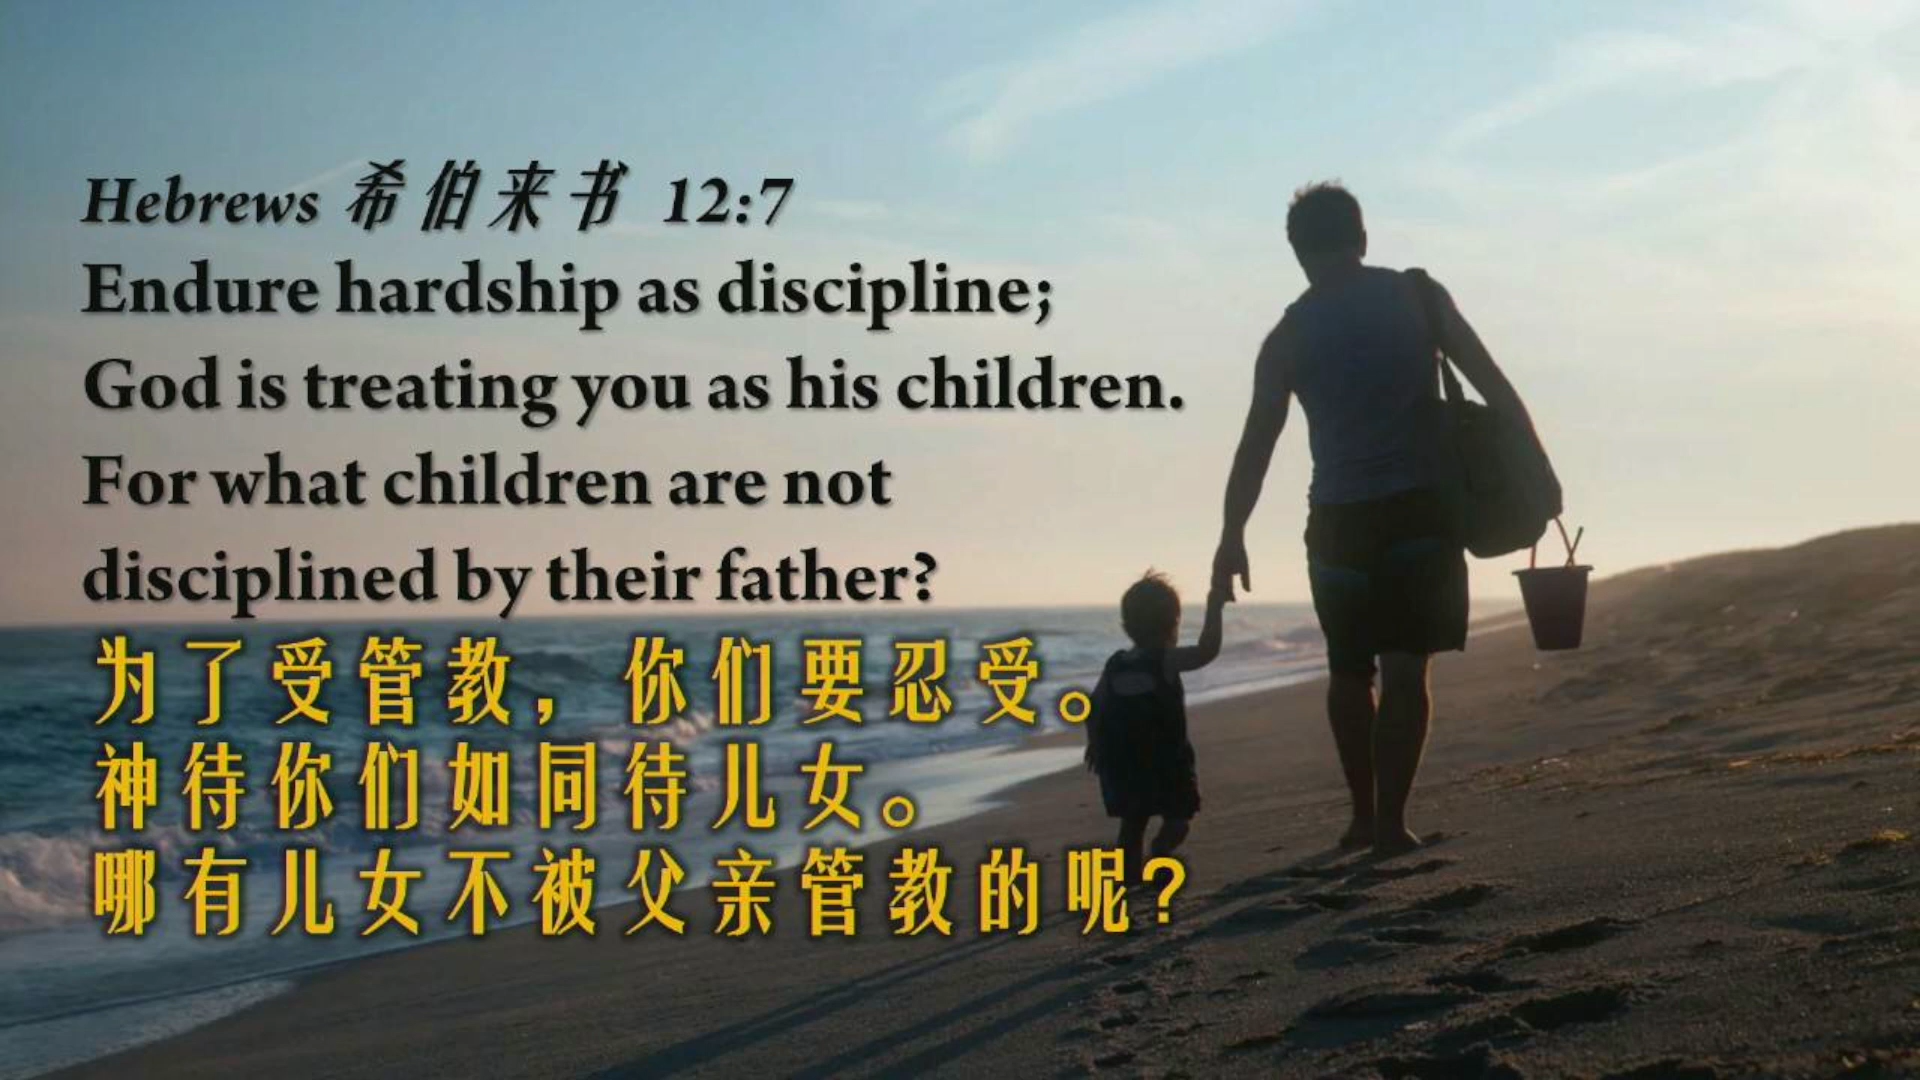 Hebrews 希伯来书 12:7
Endure hardship as discipline;
God is treating you as his children.
For what children are not
disciplined by their father?
为了受管教，你们要忍受。
神待你们如同待儿女。
哪有儿女不被父亲管教的呢?